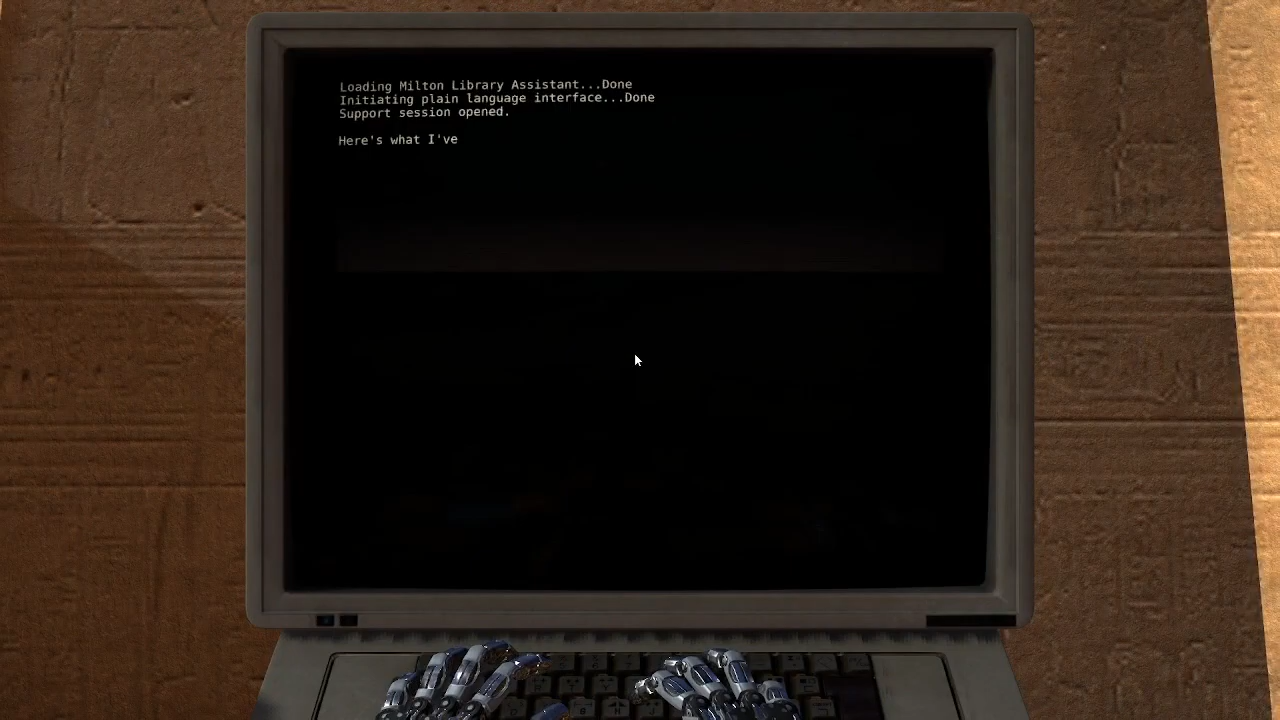 Loading Milton Library Assistant...Done
Initiating plain language interface...Done
Support session opened.
Here's what I've